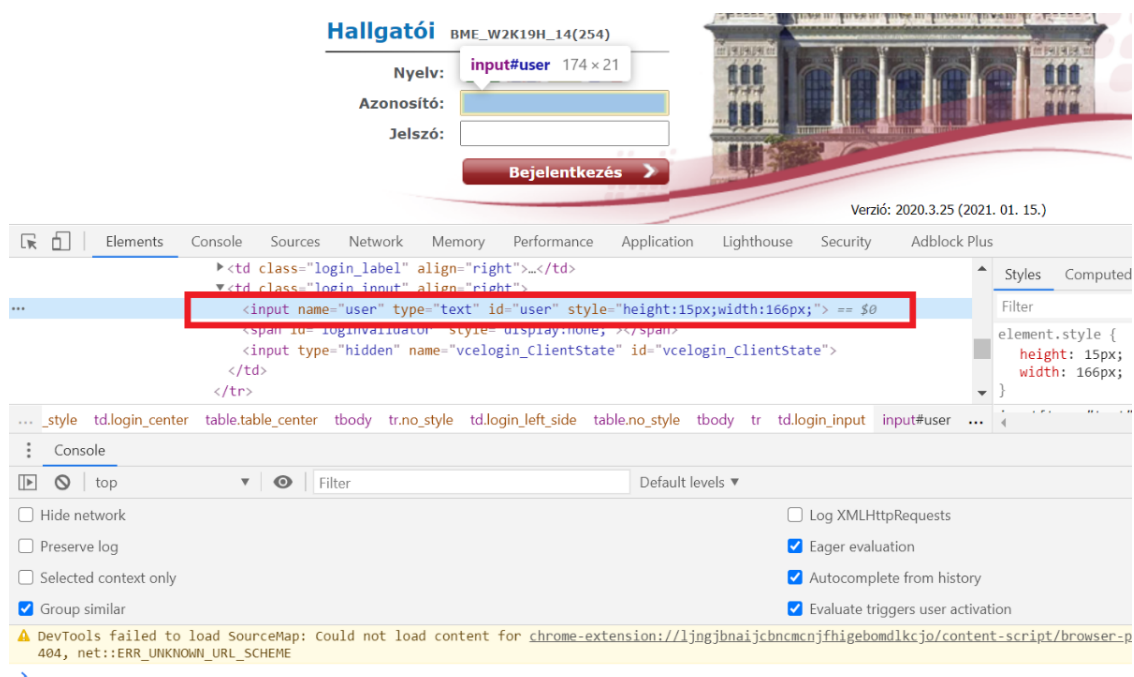 Hallgatói BME_W2K19H_14(254)
input#user 174 × 21
Nyelv:
Azonosító:
Jelszó:
Bejelentkezés
Verzió: 2020.3.25 (2021. 01. 15.)
Elements Console Sources Network Memory Performance Application Lighthouse Security Adblock Plus
<td class="login_label" align="right">…</td>
<td class="login_input" align="right">
<input name="user" type="text" id="user" style="height:15px;width:166px;"> == $0
<span id="loginvalidator" style="display:none;"></span>
<input type="hidden" name="vcelogin_ClientState" id="vcelogin_ClientState">
</td>
</tr>
Styles Computed
Filter
element.style {
height: 15px;
width: 166px;
}
... _style td.login_center table.table_center tbody tr.no_style td.login_left_side table.no_style tbody tr td.login_input input#user ...
Console
top Filter Default levels ▼
Hide network
Log XMLHttpRequests
Preserve log
Eager evaluation
Selected context only
Autocomplete from history
Group similar
Evaluate triggers user activation
DevTools failed to load SourceMap: Could not load content for chrome-extension://ljngjbnaijcbncmcnjfhigebomdlkcjo/content-script/browser-p
404, net::ERR_UNKNOWN_URL_SCHEME